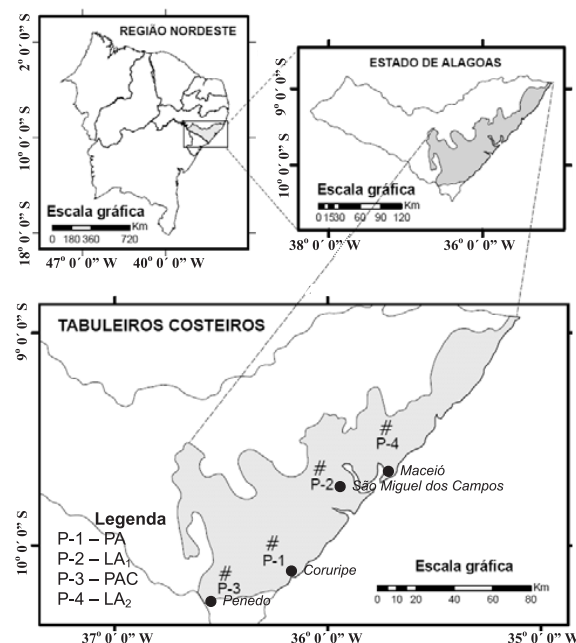 REGIÃO NORDESTE
2°0´0" S
10°0´0" S
18°0´0" S
Escala gráfica
Km
0 180 360 720
47°0´0" W 40°0´0" W
ESTADO DE ALAGOAS
9°0´0" S
10°0´0" S
Escala gráfica
Km
0 15 30 60 90 120
38°0´0" W 36°0´0" W
TABULEIROS COSTEIROS
9°0´0" S
10°0´0" S
#
P-4
Maceió
#
P-2
São Miguel dos Campos
#
P-1
Coruripe
#
P-3
Penedo
Legenda
P-1 – PA
P-2 – LA1
P-3 – PAC
P-4 – LA2
Escala gráfica
Km
0 10 20 40 60 80
37°0´0" W 36°0´0" W 35°0´0" W